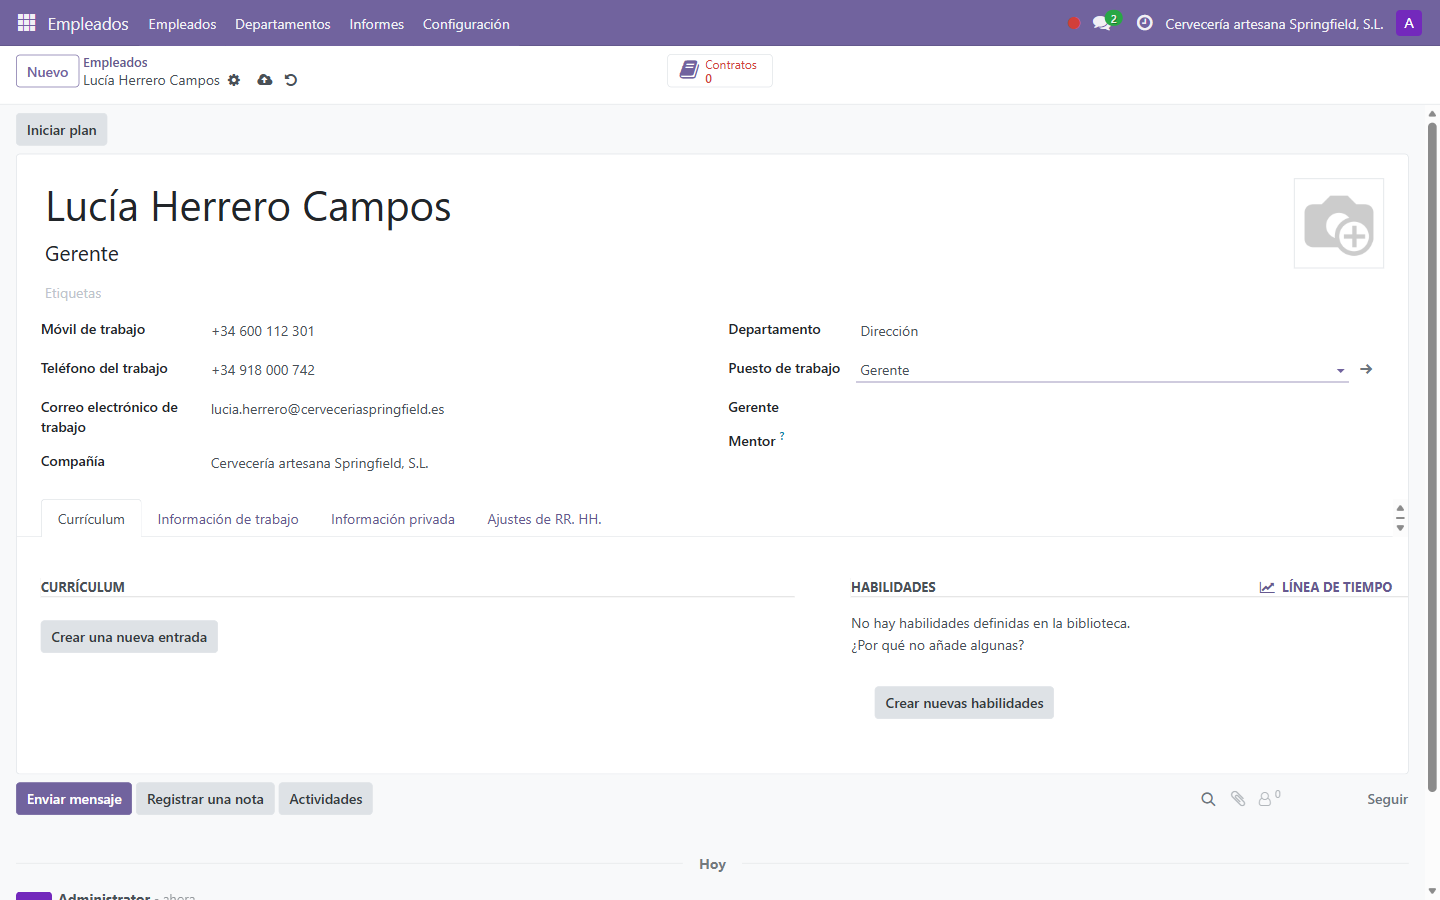 Empleados Empleados Departamentos Informes Configuración 2 Cervecería artesana Springfield, S.L. A
Nuevo Empleados
Lucía Herrero Campos
Contratos
0
Iniciar plan
Lucía Herrero Campos
Gerente
Etiquetas
Móvil de trabajo +34 600 112 301
Teléfono del trabajo +34 918 000 742
Correo electrónico de trabajo lucia.herrero@cerveceriaspringfield.es
Compañía Cervecería artesana Springfield, S.L.
Departamento Dirección
Puesto de trabajo Gerente
Gerente
Mentor ?
Currículum Información de trabajo Información privada Ajustes de RR. HH.
CURRÍCULUM
Crear una nueva entrada
HABILIDADES LÍNEA DE TIEMPO
No hay habilidades definidas en la biblioteca.
¿Por qué no añade algunas?
Crear nuevas habilidades
Enviar mensaje Registrar una nota Actividades 0 Seguir
Hoy
Administrator - ahora